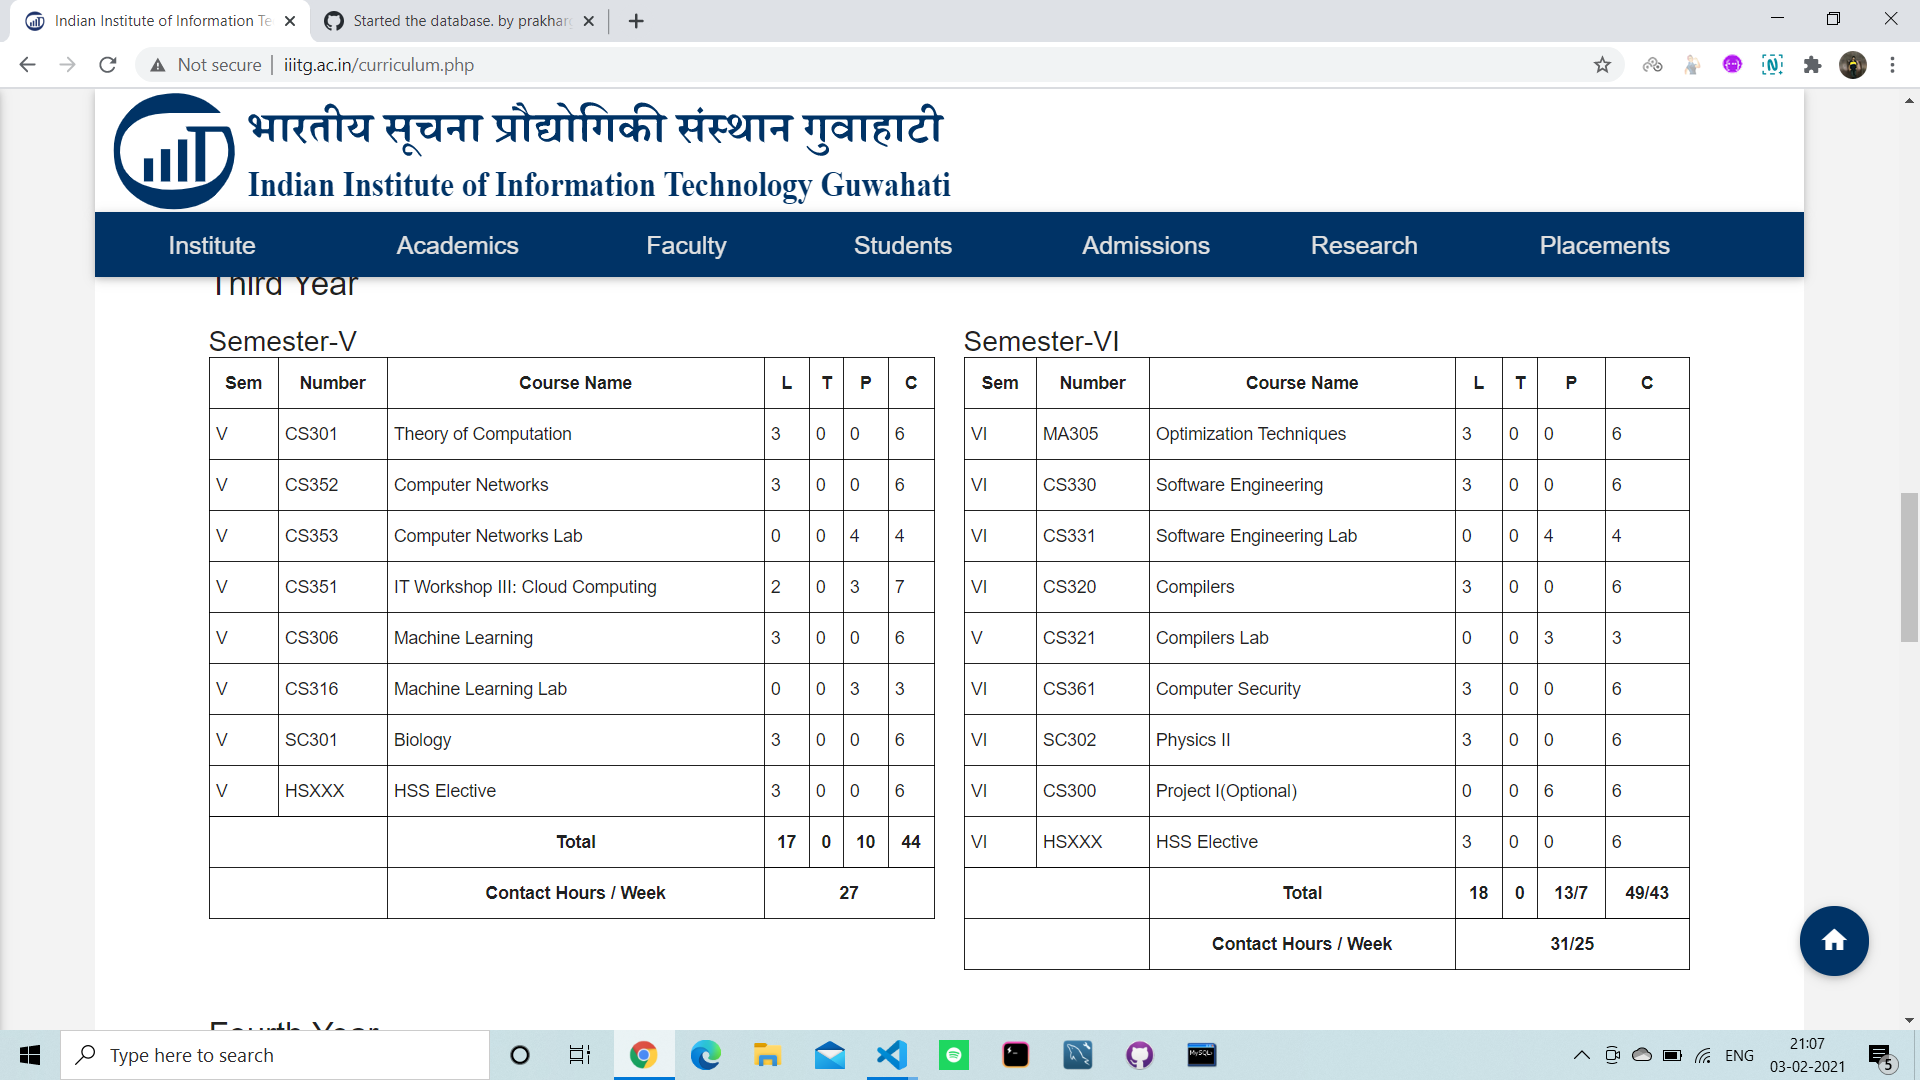 Indian Institute of Information Te
Started the database. by prakhar
Not secure | iiitg.ac.in/curriculum.php
भारतीय सूचना प्रौद्योगिकी संस्थान गुवाहाटी
Indian Institute of Information Technology Guwahati
Institute Academics Faculty Students Admissions Research Placements
Third Year
Semester-V
Sem Number Course Name L T P C
V CS301 Theory of Computation 3 0 0 6
V CS352 Computer Networks 3 0 0 6
V CS353 Computer Networks Lab 0 0 4 4
V CS351 IT Workshop III: Cloud Computing 2 0 3 7
V CS306 Machine Learning 3 0 0 6
V CS316 Machine Learning Lab 0 0 3 3
V SC301 Biology 3 0 0 6
V HSXXX HSS Elective 3 0 0 6
Total 17 0 10 44
Contact Hours / Week 27
Semester-VI
Sem Number Course Name L T P C
VI MA305 Optimization Techniques 3 0 0 6
VI CS330 Software Engineering 3 0 0 6
VI CS331 Software Engineering Lab 0 0 4 4
VI CS320 Compilers 3 0 0 6
V CS321 Compilers Lab 0 0 3 3
VI CS361 Computer Security 3 0 0 6
VI SC302 Physics II 3 0 0 6
VI CS300 Project I(Optional) 0 0 6 6
VI HSXXX HSS Elective 3 0 0 6
Total 18 0 13/7 49/43
Contact Hours / Week 31/25
Fourth Year
Type here to search
ENG
21:07
03-02-2021
5